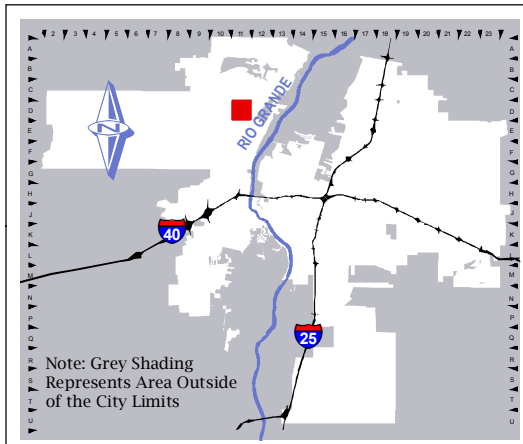 2 3 4 5 6 7 8 9 10 11 12 13 14 15 16 17 18 19 20 21 22 23
A A
B B
C C
D D
E E
F F
G G
H H
J J
K K
L L
M M
N N
P P
Q Q
R R
S S
T T
U U
N
RIO GRANDE
40
25
Note: Grey Shading
Represents Area Outside
of the City Limits